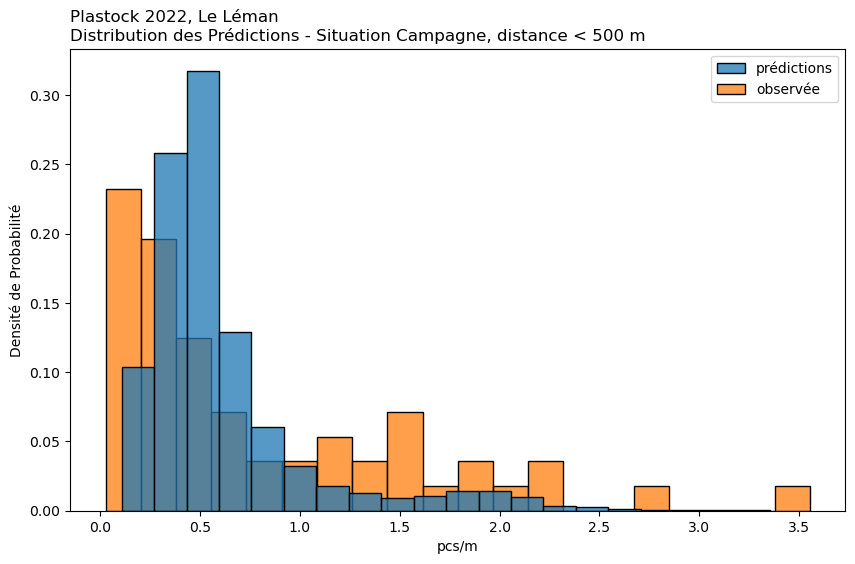 Plastock 2022, Le Léman
Distribution des Prédictions - Situation Campagne, distance < 500 m
prédictions
observée
Densité de Probabilité
0.30
0.25
0.20
0.15
0.10
0.05
0.00
0.0 0.5 1.0 1.5 2.0 2.5 3.0 3.5
pcs/m